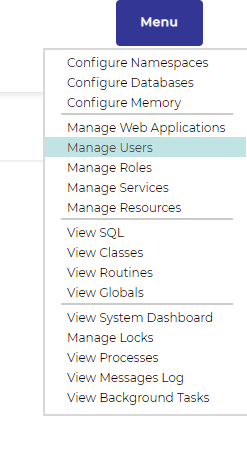 Menu
Configure Namespaces
Configure Databases
Configure Memory
Manage Web Applications
Manage Users
Manage Roles
Manage Services
Manage Resources
View SQL
View Classes
View Routines
View Globals
View System Dashboard
Manage Locks
View Processes
View Messages Log
View Background Tasks